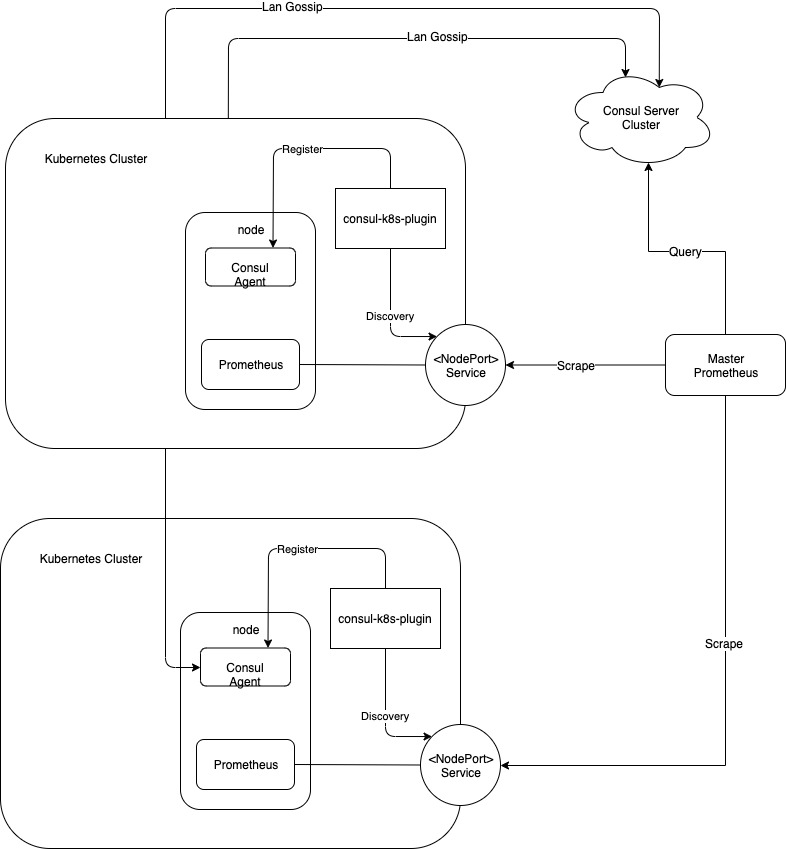 Lan Gossip
Lan Gossip
Consul Server
Cluster
Kubernetes Cluster
Register
consul-k8s-plugin
node
Consul
Agent
Query
Discovery
Prometheus
<NodePort>
Service
Scrape
Master
Prometheus
Kubernetes Cluster
Register
consul-k8s-plugin
node
Consul
Agent
Scrape
Discovery
Prometheus
<NodePort>
Service